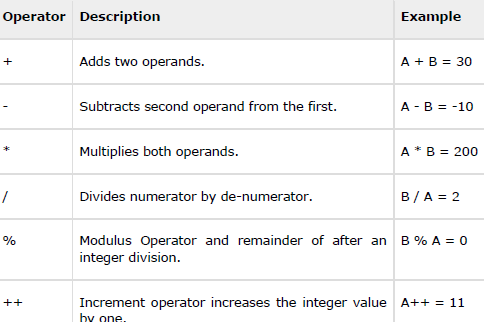 Operator Description Example
+ Adds two operands. A + B = 30
- Subtracts second operand from the first. A - B = -10
* Multiplies both operands. A * B = 200
/ Divides numerator by de-numerator. B / A = 2
% Modulus Operator and remainder of after an B % A = 0
integer division.
++ Increment operator increases the integer value A++ = 11
by one.